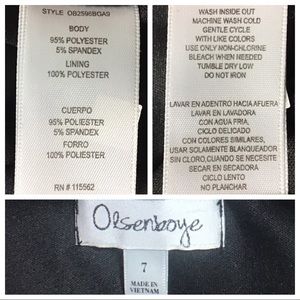 STYLE OB2596BGA9
BODY
95% POLYESTER
5% SPANDEX
LINING
100% POLYESTER
CUERPO
95% POLIESTER
5% SPANDEX
FORRO
100% POLIESTER
RN # 115562
WASH INSIDE OUT
MACHINE WASH COLD
GENTLE CYCLE
WITH LIKE COLORS
USE ONLY NON-CHLORINE
BLEACH WHEN NEEDED
TUMBLE DRY LOW
DO NOT IRON
LAVAR EN ADENTRO HACIA AFUERA
LAVAR EN LAVADORA
CON AGUA FRIA,
CICLO DELICADO
CON COLORES SIMILARES,
USAR SOLAMENTE BLANQUEADOR
SIN CLORO,CUANDO SE NECESITE
SECAR EN SECADORA
CICLO LENTO
NO PLANCHAR
Olsenboye
7
MADE IN
VIETNAM